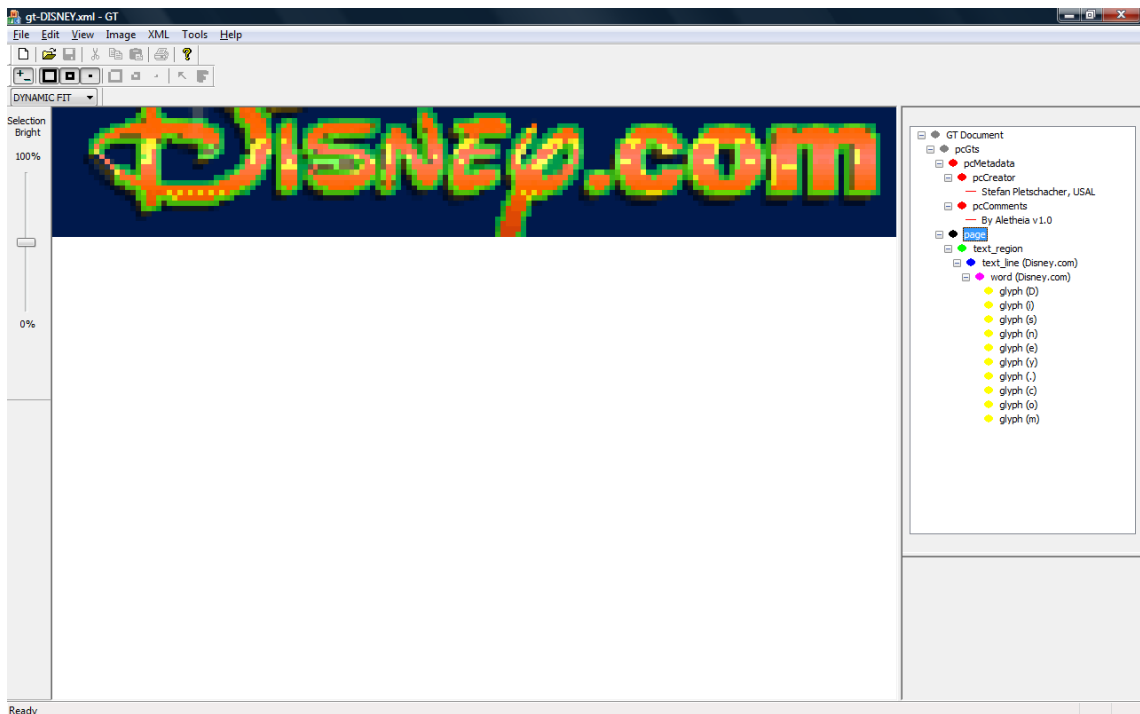 gt-DISNEY.xml - GT
File Edit View Image XML Tools Help
DYNAMIC FIT
Selection
Bright
100%
0%
Disney.com
GT Document
pcGts
pcMetadata
pcCreator
Stefan Pletschacher, USAL
pcComments
By Aletheia v1.0
page
text_region
text_line (Disney.com)
word (Disney.com)
glyph (D)
glyph (i)
glyph (s)
glyph (n)
glyph (e)
glyph (y)
glyph (.)
glyph (c)
glyph (o)
glyph (m)
Ready